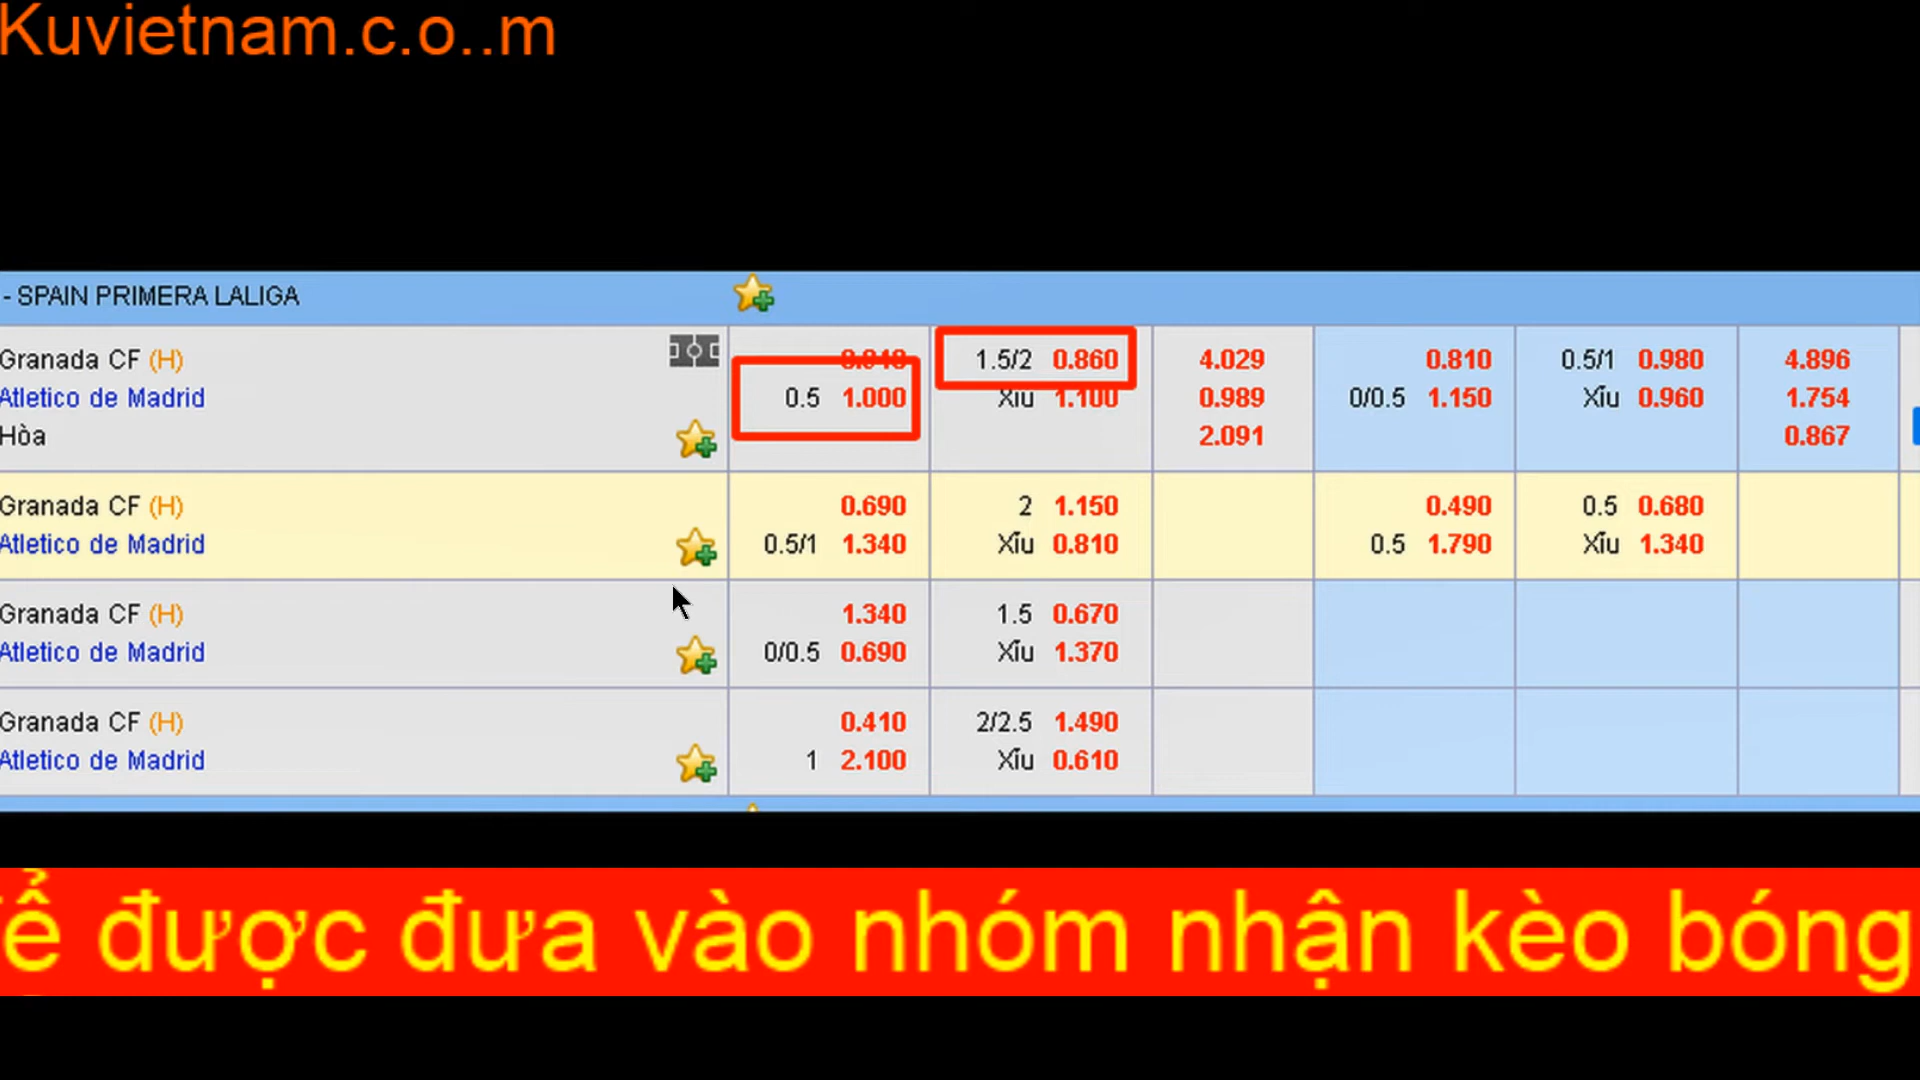 Kuvietnam.c.o..m
- SPAIN PRIMERA LALIGA
Granada CF (H) 1.5/2 0.860 4.029 0.810 0.5/1 0.980 4.896
Atletico de Madrid 0.5 1.000 Xỉu 1.100 0.989 0/0.5 1.150 Xỉu 0.960 1.754
Hòa 2.091 0.867
Granada CF (H) 0.690 2 1.150 0.490 0.5 0.680
Atletico de Madrid 0.5/1 1.340 Xỉu 0.810 0.5 1.790 Xỉu 1.340
Granada CF (H) 1.340 1.5 0.670
Atletico de Madrid 0/0.5 0.690 Xỉu 1.370
Granada CF (H) 0.410 2/2.5 1.490
Atletico de Madrid 1 2.100 Xỉu 0.610
ể được đưa vào nhóm nhận kèo bóng